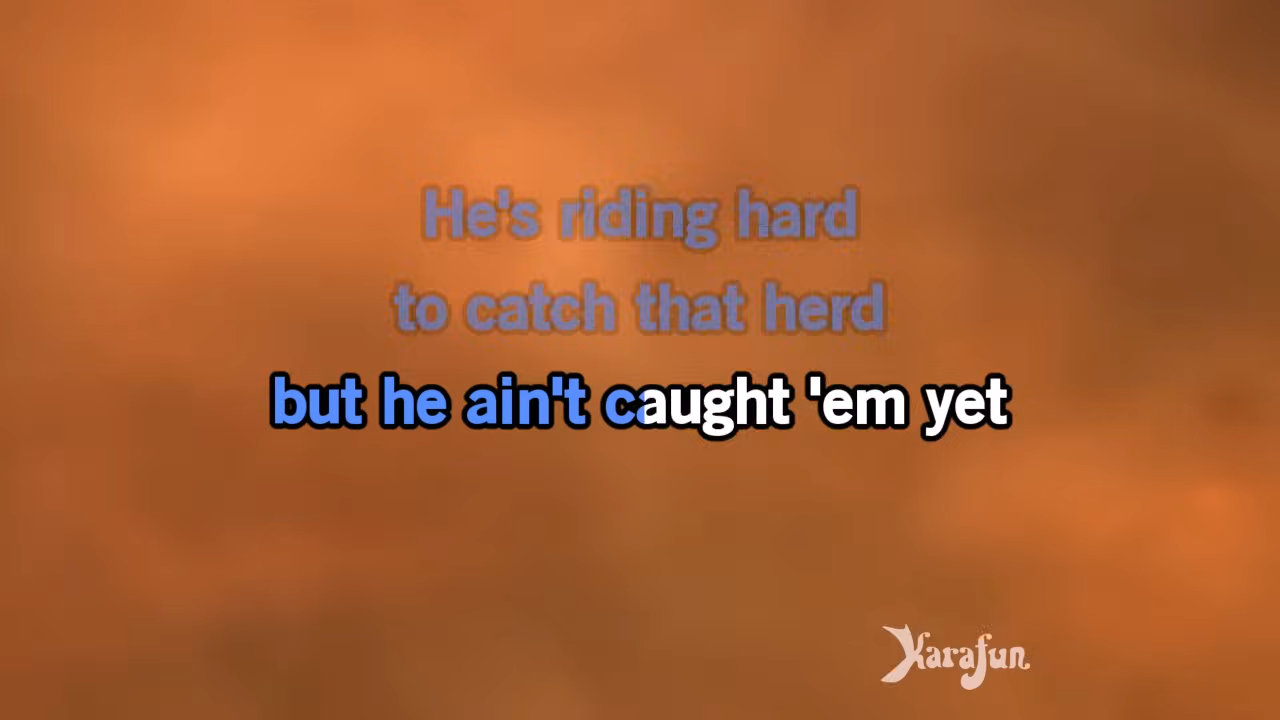 He's riding hard
to catch that herd
but he ain't caught 'em yet
Karafun